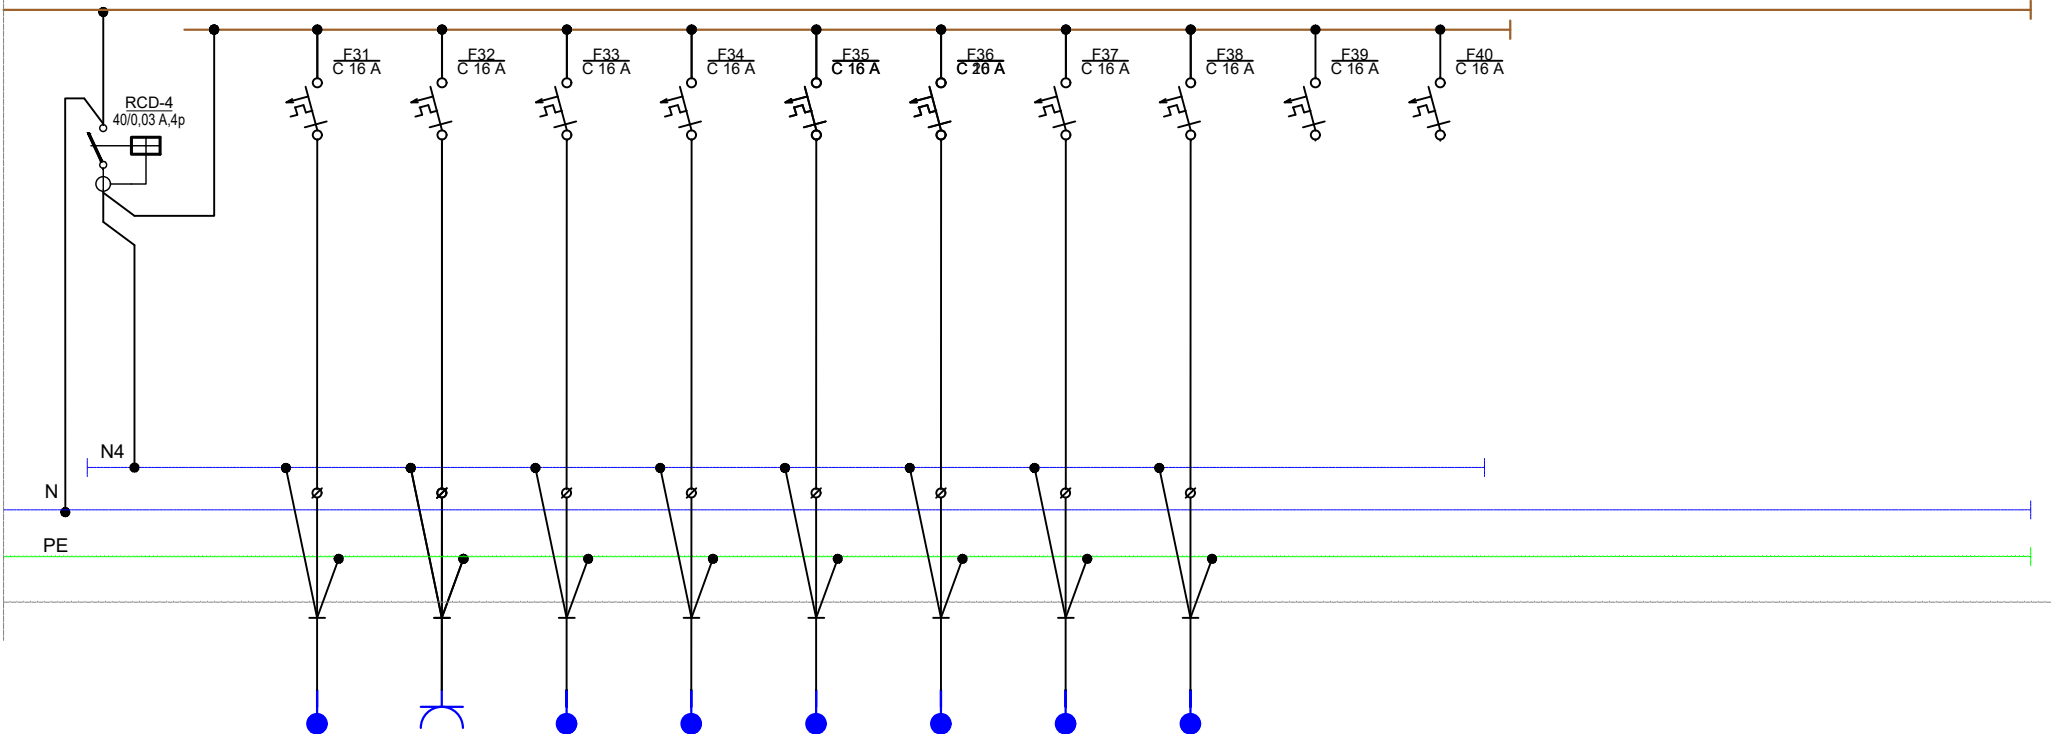 F31
C 16 A
F32
C 16 A
F33
C 16 A
F34
C 16 A
F35
C 16 A
F36
C A
F37
C 16 A
F38
C 16 A
F39
C 16 A
F40
C 16 A
RCD-4
40/0,03 A,4p
N4
N
PE